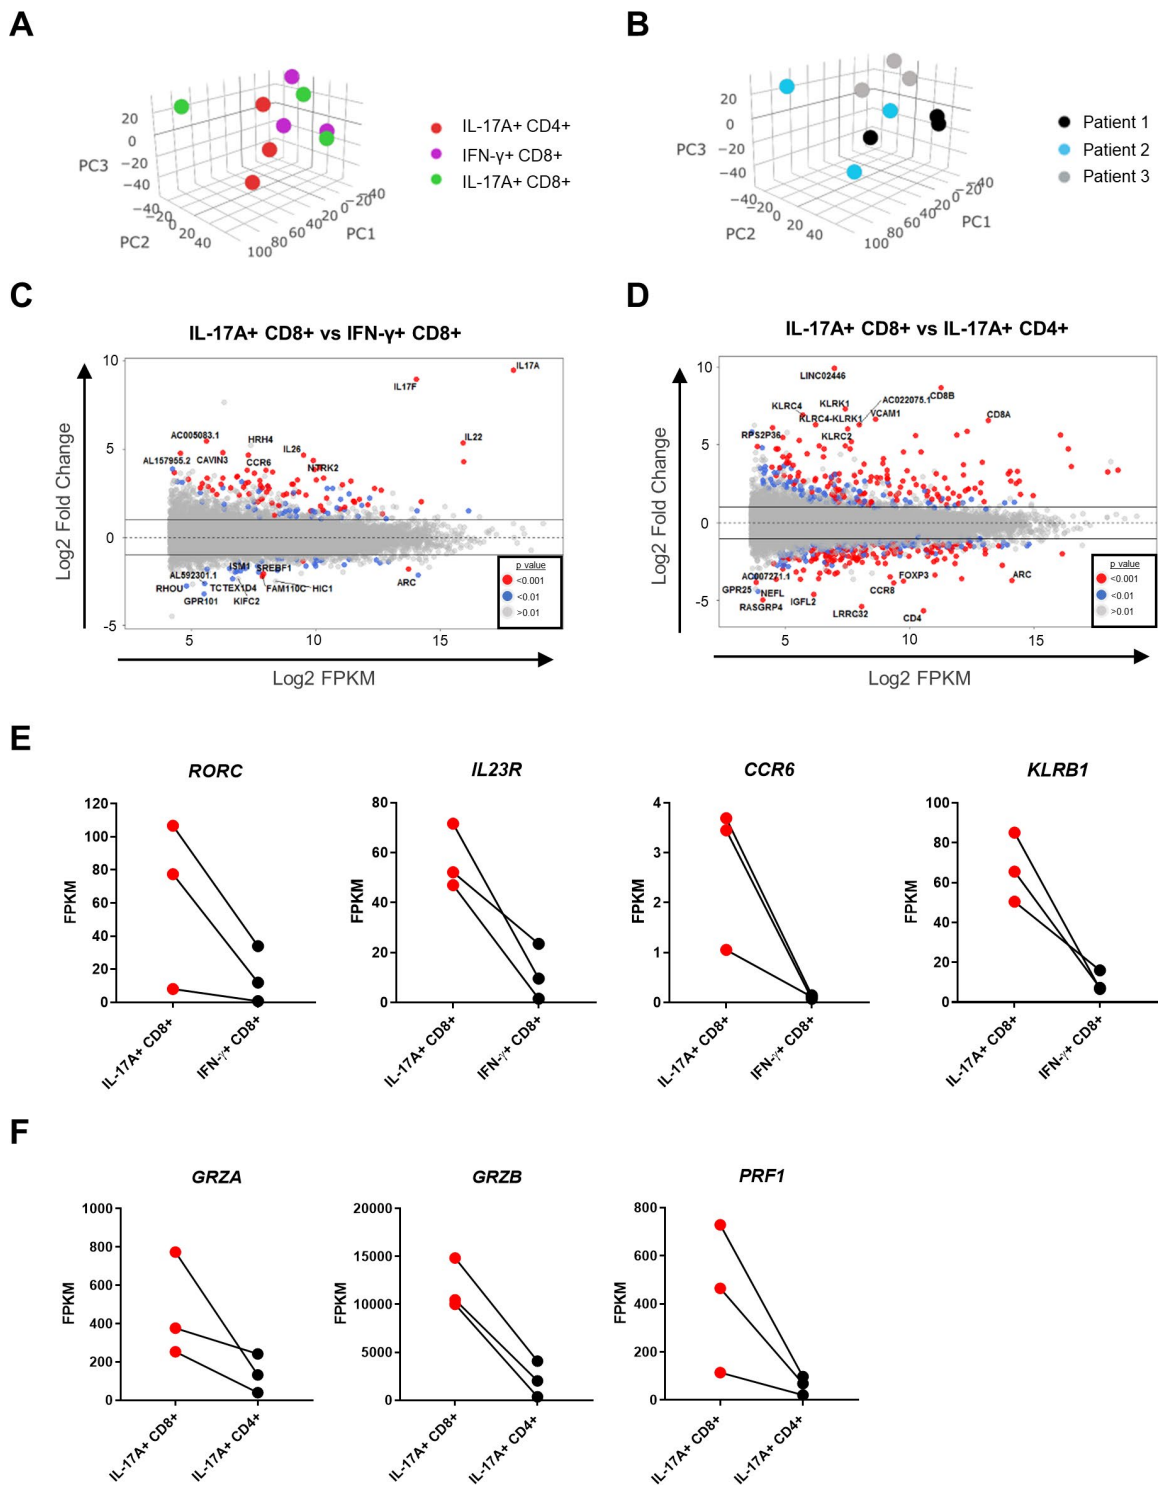 A
20
0
−20
−40
PC3
−40
−20
0
20
40
PC2
100
80
60
40
20
0
−20
−40
PC1
IL-17A+ CD4+
IFN-γ+ CD8+
IL-17A+ CD8+
B
20
0
−20
−40
PC3
−40
−20
0
20
40
PC2
100
80
60
40
20
0
−20
−40
PC1
Patient 1
Patient 2
Patient 3
C
IL-17A+ CD8+ vs IFN-γ+ CD8+
Log2 Fold Change
10
5
0
-5
IL17A
IL17F
IL22
AC005083.1
HRH4
IL26
AL157955.2
CAVIN3
CCR6
NTRK2
ISM1
SREBF1
AL592301.1
ARC
RHOU
TCTEX1D4
FAM110C
HIC1
GPR101
KIFC2
p value
<0.001
<0.01
>0.01
5
10
15
Log2 FPKM
D
IL-17A+ CD8+ vs IL-17A+ CD4+
Log2 Fold Change
10
5
0
-5
LINC02446
CD8B
KLRC4
KLRK1
AC022075.1
KLRC4-KLRK1
VCAM1
CD8A
RPS2P36
KLRC2
AC007271.1
FOXP3
ARC
GPR25
NEFL
CCR8
RASGRP4
IGFL2
LRRC32
CD4
p value
<0.001
<0.01
>0.01
5
10
15
Log2 FPKM
E
RORC
FPKM
120
100
80
60
40
20
0
IL-17A+ CD8+
IFN-γ+ CD8+
IL23R
FPKM
80
60
40
20
0
IL-17A+ CD8+
IFN-γ+ CD8+
CCR6
FPKM
4
3
2
1
0
IL-17A+ CD8+
IFN-γ+ CD8+
KLRB1
FPKM
100
80
60
40
20
0
IL-17A+ CD8+
IFN-γ+ CD8+
F
GRZA
FPKM
1000
800
600
400
200
0
IL-17A+ CD8+
IL-17A+ CD4+
GRZB
FPKM
20000
15000
10000
5000
0
IL-17A+ CD8+
IL-17A+ CD4+
PRF1
FPKM
800
600
400
200
0
IL-17A+ CD8+
IL-17A+ CD4+